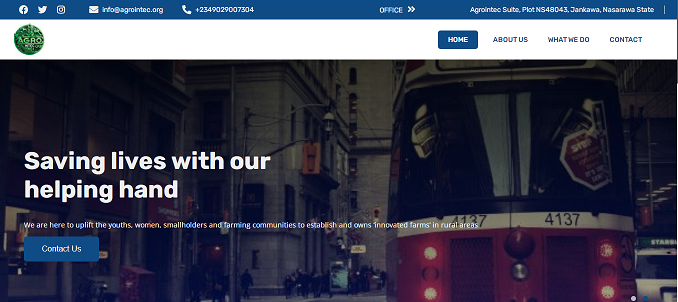 info@agrointec.org
+2349029007304
OFFICE
Agrointec Suite, Plot NS48043, Jankawa, Nasarawa State
AGRO
HOME
ABOUT US
WHAT WE DO
CONTACT
Saving lives with our
helping hand
We are here to uplift the youths, women, smallholders and farming communities to establish and owns 'innovated farms' in rural areas
Contact Us
4137
4137
STARBU
STOP